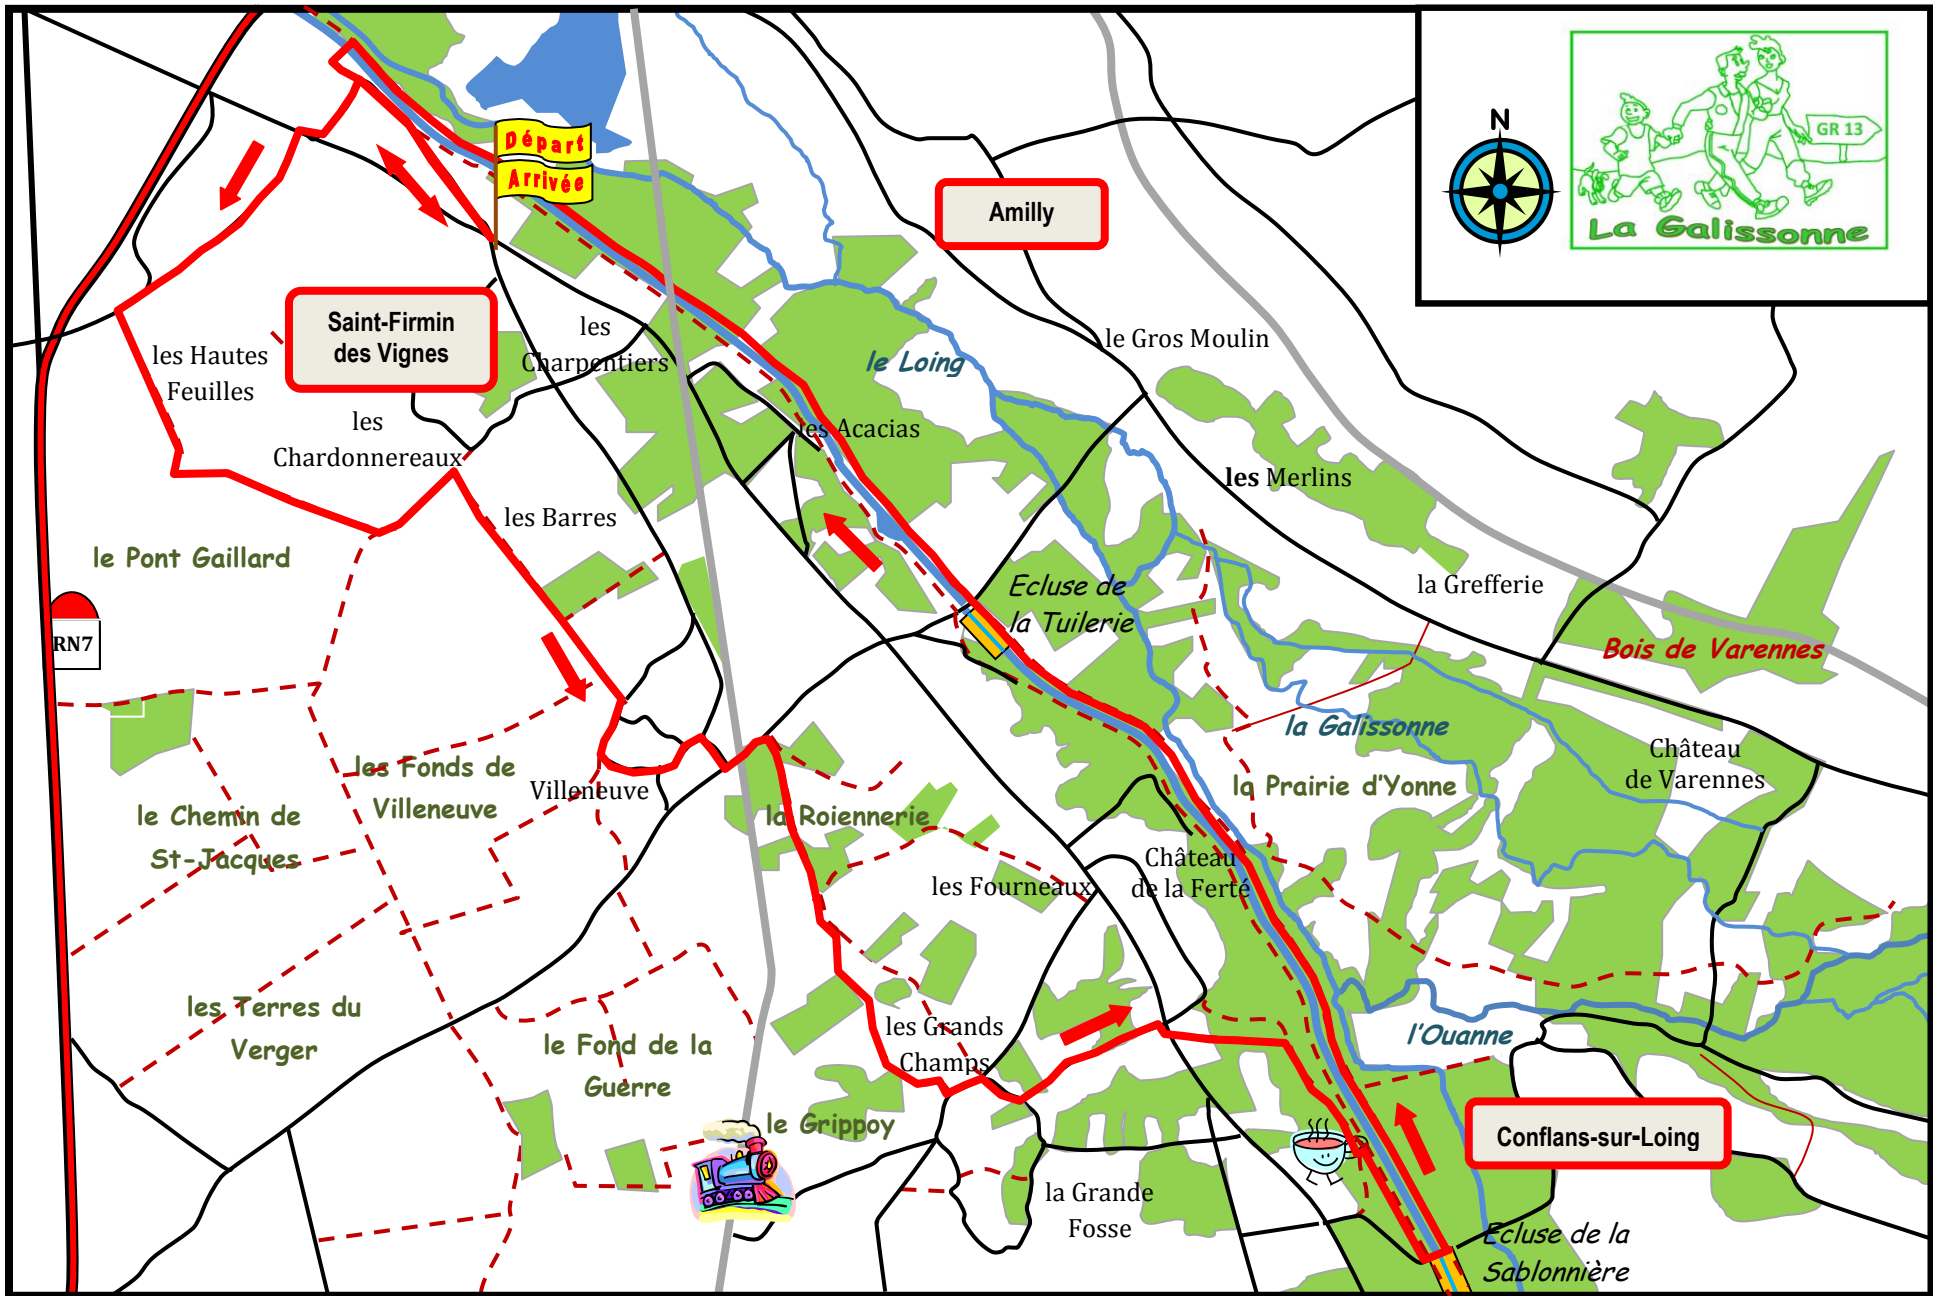 N
GR 13
La Galissonne
Départ
Arrivée
Amilly
Saint-Firmin
des Vignes
les
Charpentiers
le Gros Moulin
les Hautes
Feuilles
le Loing
les
Chardonnereaux
les Acacias
les Merlins
les Barres
le Pont Gaillard
Ecluse de
la Tuilerie
la Grefferie
RN7
Bois de Varennes
la Galissonne
Château
de Varennes
les Fonds de
Villeneuve
Villeneuve
la Prairie d'Yonne
le Chemin de
St-Jacques
la Roiennerie
Château
de la Ferté
les Fourneaux
les Terres du
Verger
les Grands
Champs
l'Ouanne
le Fond de la
Guerre
le Grippoy
Conflans-sur-Loing
la Grande
Fosse
Ecluse de la
Sablonnière